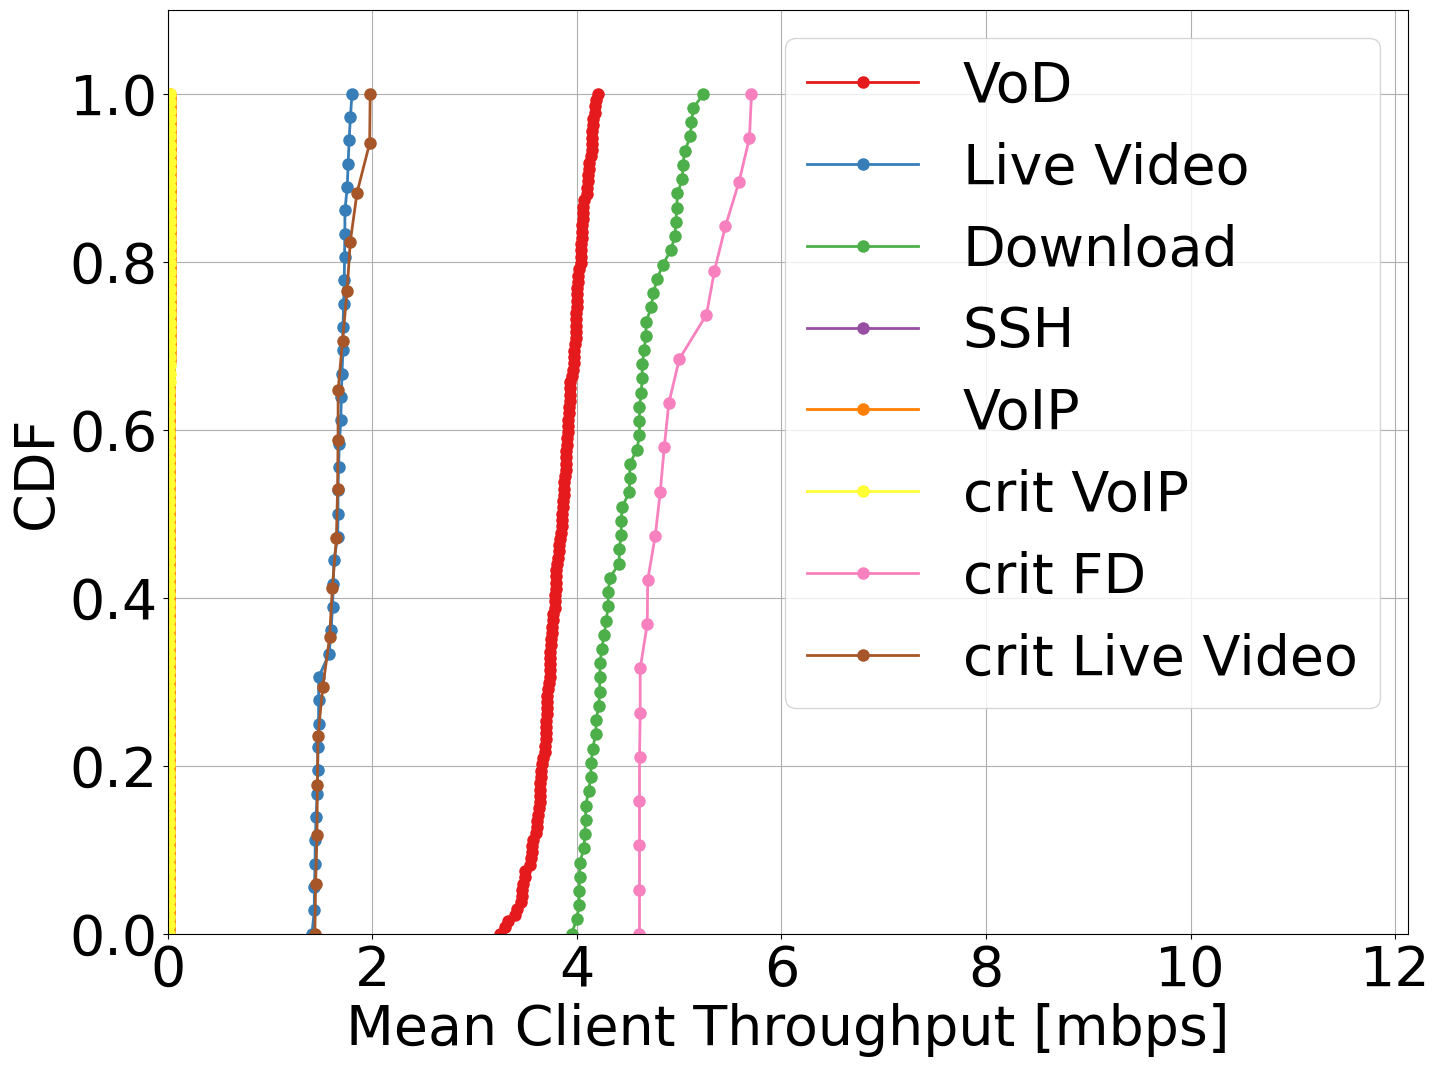 1.0
0.8
0.6
0.4
0.2
0.0
CDF
0 2 4 6 8 10 12
Mean Client Throughput [mbps]
VoD
Live Video
Download
SSH
VoIP
crit VoIP
crit FD
crit Live Video